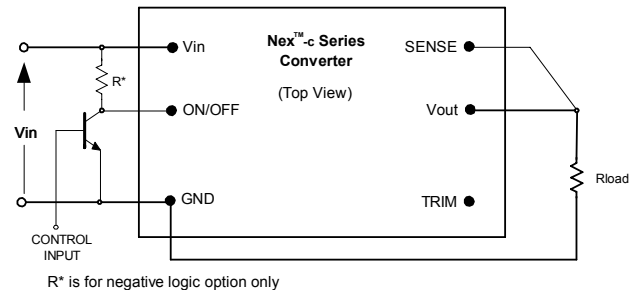 Nex™-c Series
Converter
(Top View)
Vin
SENSE
R*
ON/OFF
Vout
Vin
Rload
GND
TRIM
CONTROL
INPUT
R* is for negative logic option only